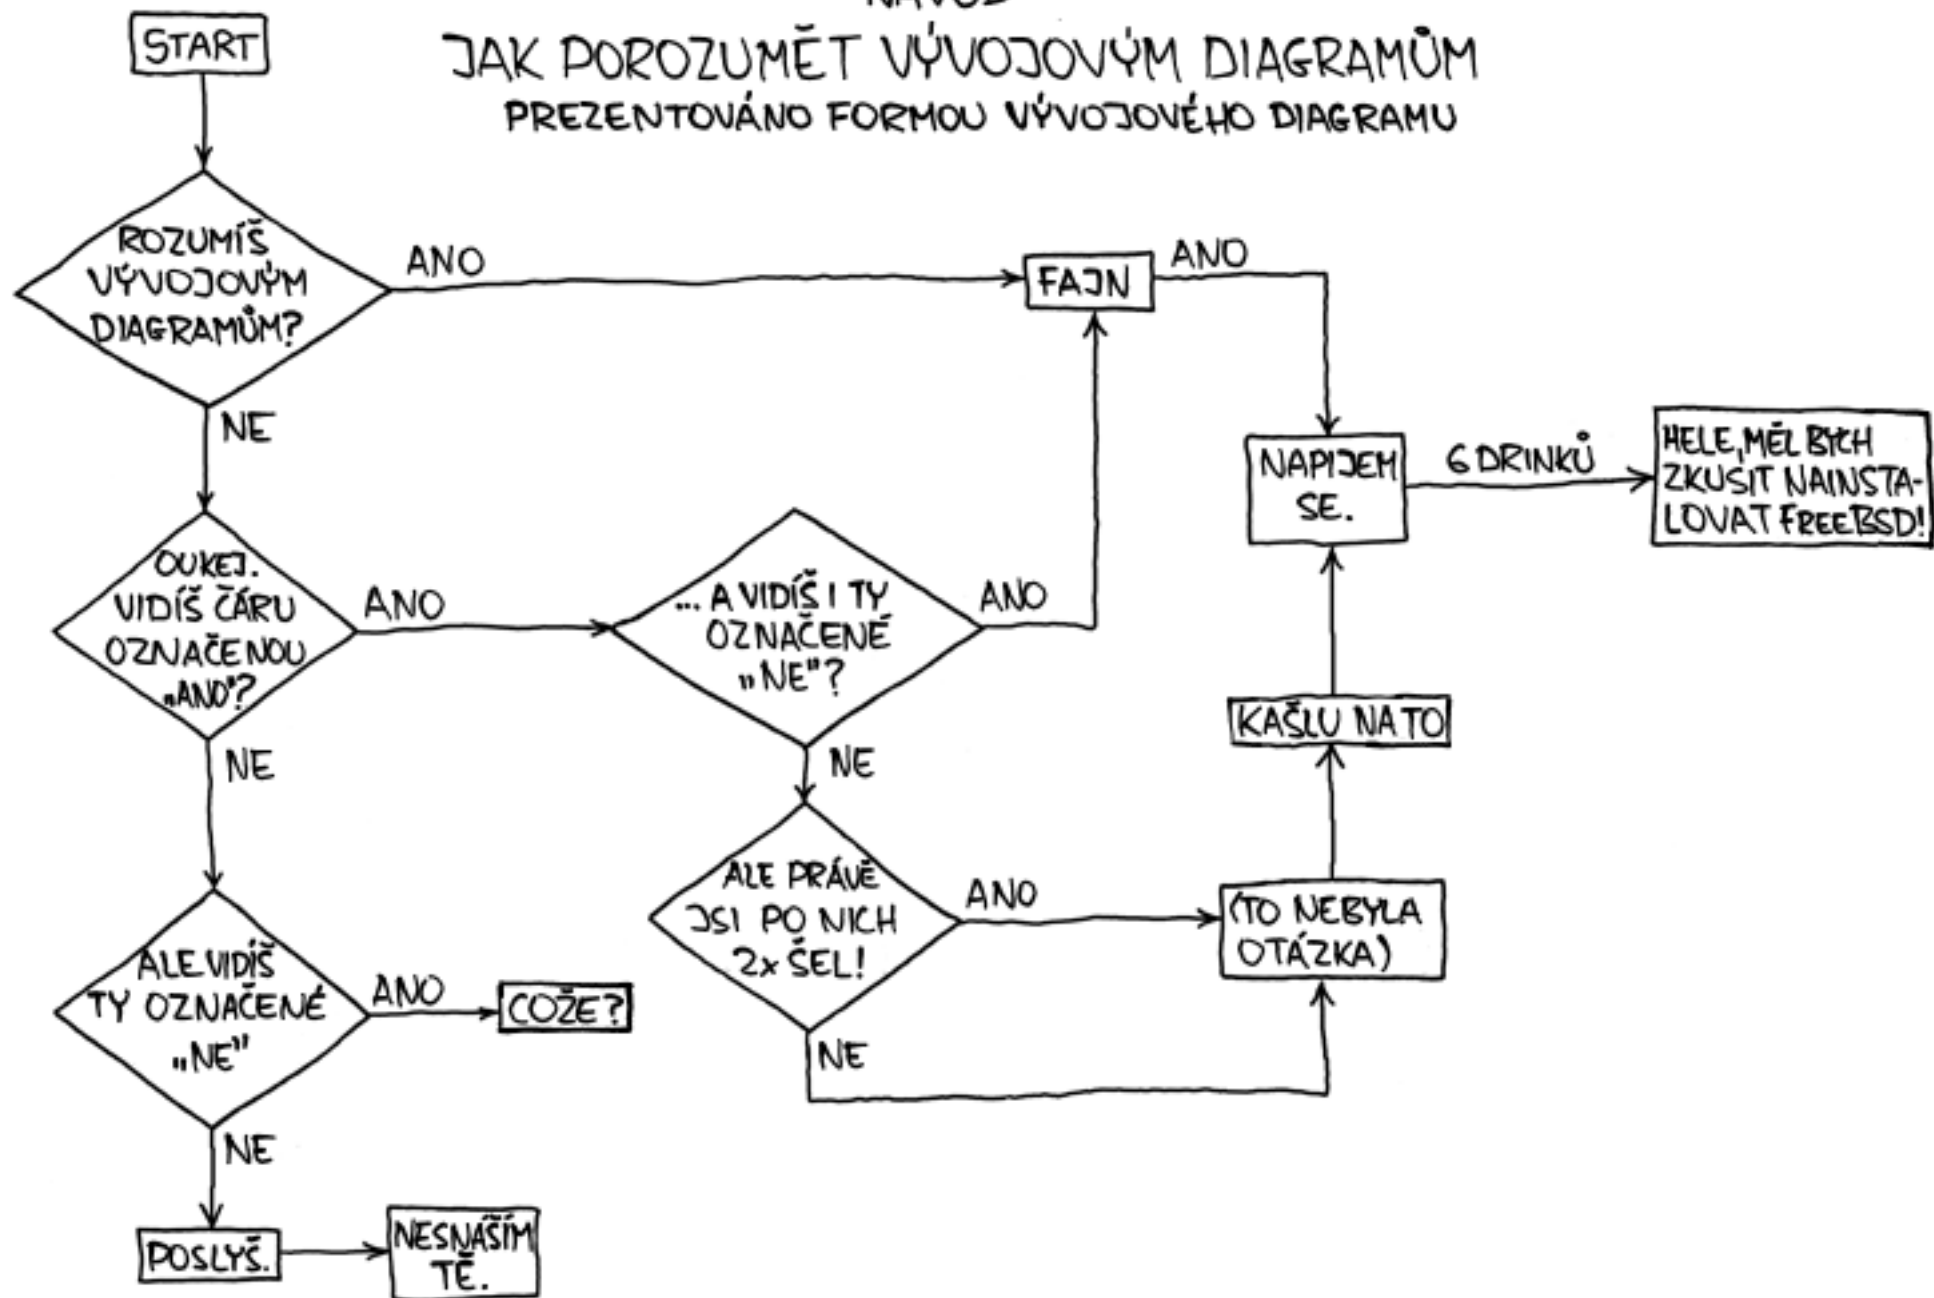 NÁVOD
JAK POROZUMĚT VÝVOJOVÝM DIAGRAMŮM
PREZENTOVÁNO FORMOU VÝVOJOVÉHO DIAGRAMU
START
ROZUMÍŠ
VÝVOJOVÝM
DIAGRAMŮM?
ANO
FAJN
ANO
NE
NAPIJEM
SE.
6 DRINKŮ
HELE, MĚL BYCH
ZKUSIT NAINSTA-
LOVAT FREEBSD!
OUKEJ.
VIDÍŠ ČÁRU
OZNAČENOU
„ANO"?
ANO
... A VIDÍŠ I TY
OZNAČENÉ
„NE"?
ANO
NE
NE
KAŠLU NA TO
ALE PRÁVĚ
JSI PO NICH
2x ŠEL!
ANO
(TO NEBYLA
OTÁZKA)
NE
ALE VIDÍŠ
TY OZNAČENÉ
„NE"
ANO
COŽE?
NE
POSLYŠ.
NESNÁŠÍM
TĚ.